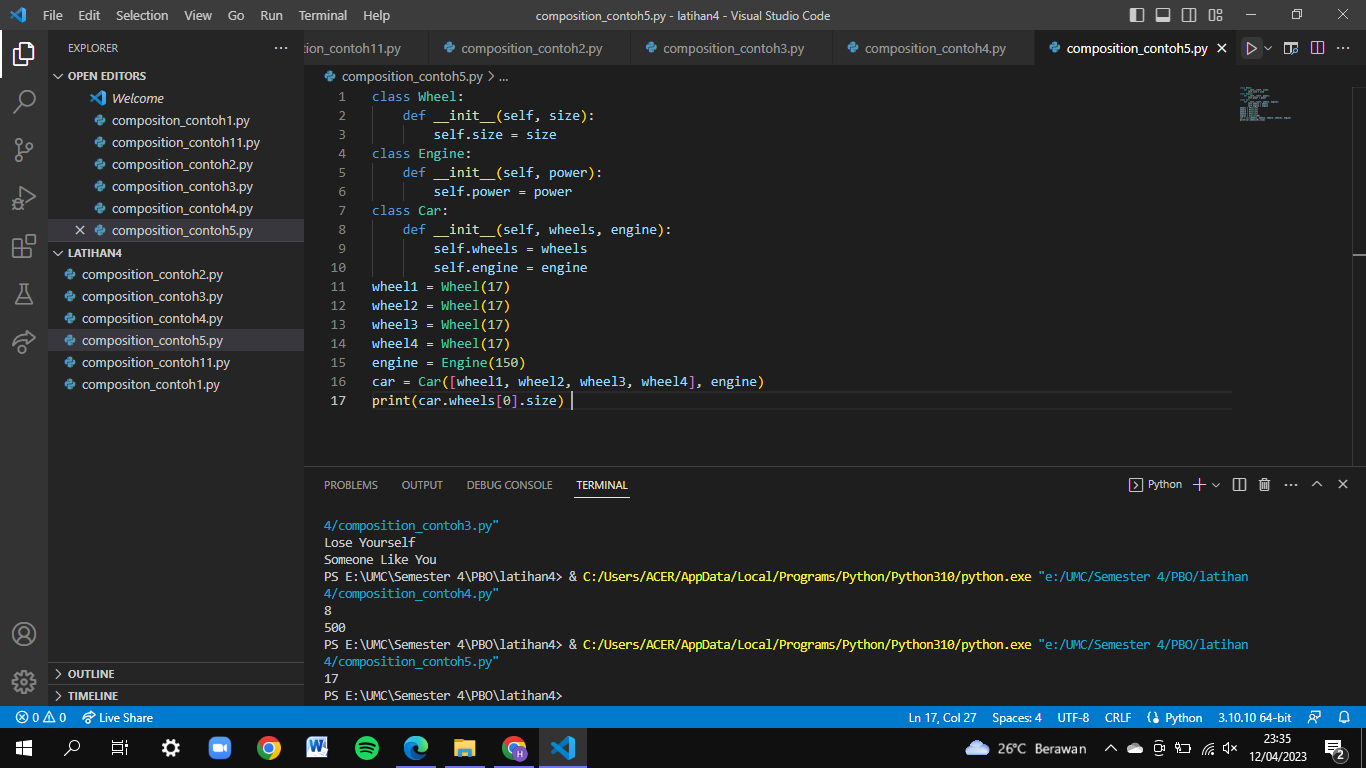 File Edit Selection View Go Run Terminal Help
composition_contoh5.py - latihan4 - Visual Studio Code
EXPLORER
OPEN EDITORS
Welcome
compositon_contoh1.py
composition_contoh11.py
composition_contoh2.py
composition_contoh3.py
composition_contoh4.py
composition_contoh5.py
LATIHAN4
composition_contoh2.py
composition_contoh3.py
composition_contoh4.py
composition_contoh5.py
composition_contoh11.py
compositon_contoh1.py
OUTLINE
TIMELINE
tion_contoh11.py composition_contoh2.py composition_contoh3.py composition_contoh4.py composition_contoh5.py
composition_contoh5.py > ...
1 class Wheel:
2 def __init__(self, size):
3 self.size = size
4 class Engine:
5 def __init__(self, power):
6 self.power = power
7 class Car:
8 def __init__(self, wheels, engine):
9 self.wheels = wheels
10 self.engine = engine
11 wheel1 = Wheel(17)
12 wheel2 = Wheel(17)
13 wheel3 = Wheel(17)
14 wheel4 = Wheel(17)
15 engine = Engine(150)
16 car = Car([wheel1, wheel2, wheel3, wheel4], engine)
17 print(car.wheels[0].size)
PROBLEMS OUTPUT DEBUG CONSOLE TERMINAL
Python
4/composition_contoh3.py"
Lose Yourself
Someone Like You
PS E:\UMC\Semester 4\PBO\latihan4> & C:/Users/ACER/AppData/Local/Programs/Python/Python310/python.exe "e:/UMC/Semester 4/PBO/latihan
4/composition_contoh4.py"
8
500
PS E:\UMC\Semester 4\PBO\latihan4> & C:/Users/ACER/AppData/Local/Programs/Python/Python310/python.exe "e:/UMC/Semester 4/PBO/latihan
4/composition_contoh5.py"
17
PS E:\UMC\Semester 4\PBO\latihan4>
0 0 Live Share
Ln 17, Col 27 Spaces: 4 UTF-8 CRLF Python 3.10.10 64-bit
26°C Berawan
23:35
12/04/2023
2